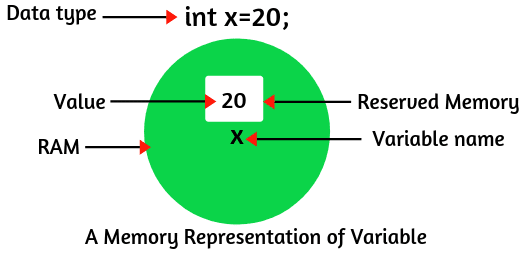 Data type
int x=20;
Value
20
Reserved Memory
x
Variable name
RAM
A Memory Representation of Variable